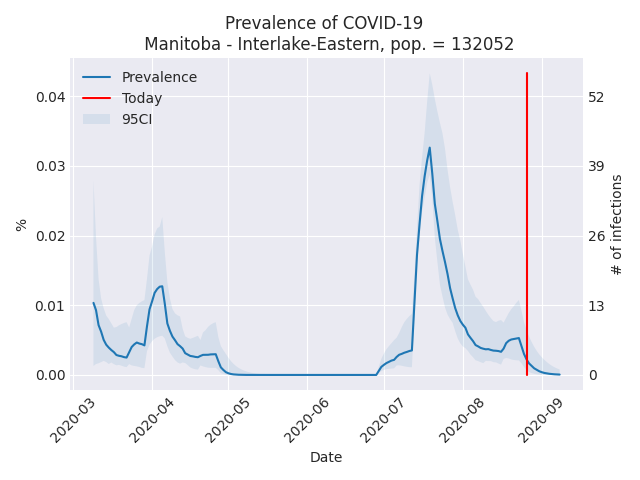 Prevalence of COVID-19
Manitoba - Interlake-Eastern, pop. = 132052
Prevalence
Today
95CI
0.04
0.03
0.02
0.01
0.00
%
52
39
26
13
0
# of infections
2020-03
2020-04
2020-05
2020-06
2020-07
2020-08
2020-09
Date